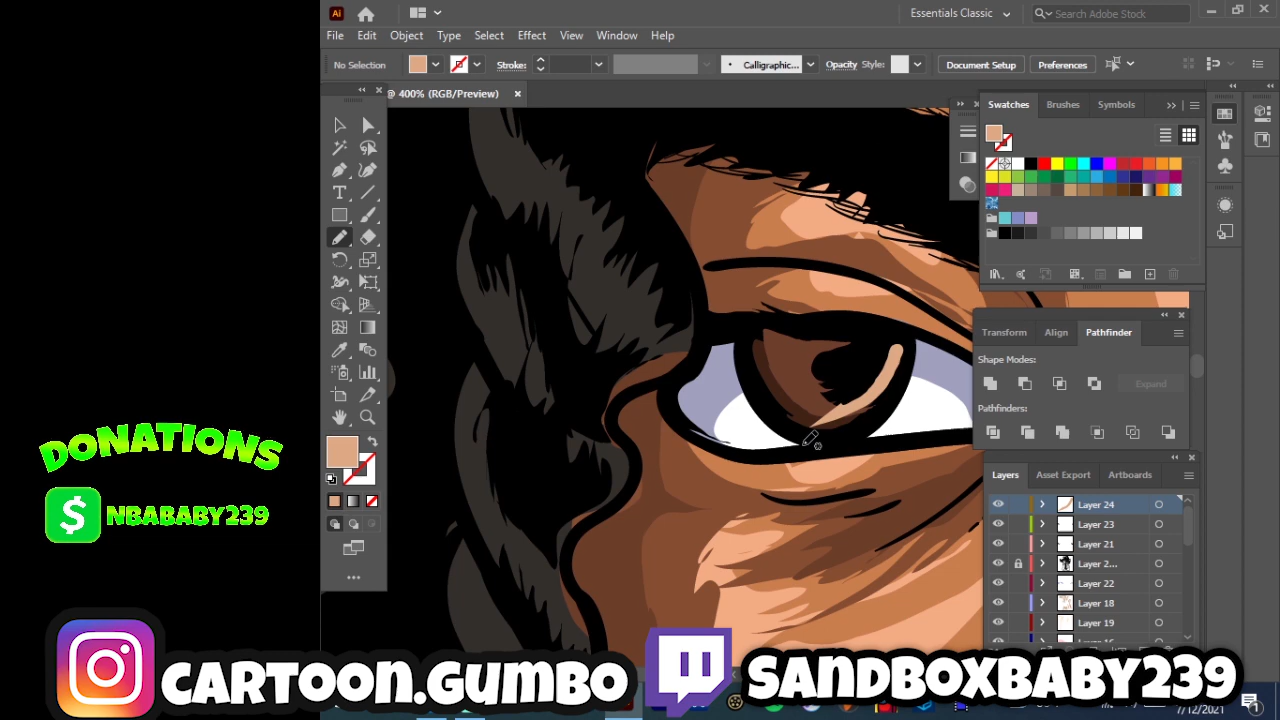 Ai
Essentials Classic
Search Adobe Stock
File Edit Object Type Select Effect View Window Help
No Selection
Stroke:
Calligraphic...
Opacity
Style:
Document Setup
Preferences
@ 400% (RGB/Preview)
Swatches
Brushes
Symbols
Transform
Align
Pathfinder
Shape Modes:
Expand
Pathfinders:
Layers
Asset Export
Artboards
Layer 24
Layer 23
Layer 21
Layer 2...
Layer 22
Layer 18
Layer 19
DONATIONS
$ NBABABY239
CARTOON.GUMBO
SANDBOXBABY239
7/12/2021
1